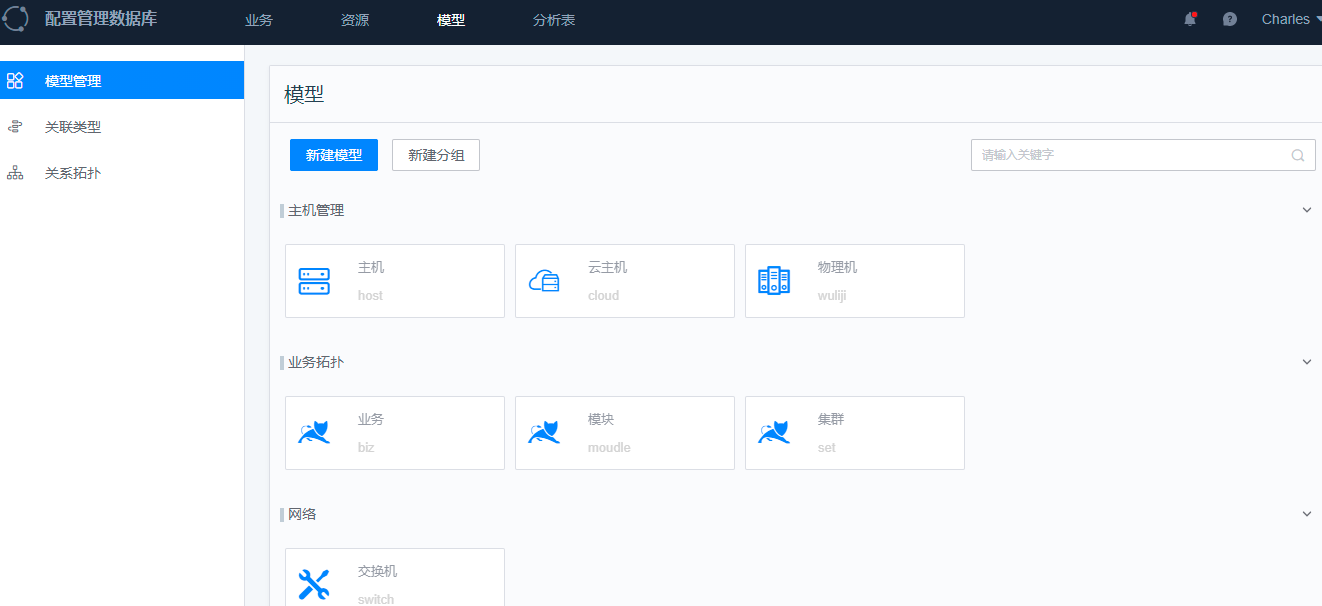 配置管理数据库 业务 资源 模型 分析表 Charles
模型管理
关联类型
关系拓扑
模型
新建模型 新建分组 请输入关键字
主机管理
主机 云主机 物理机
host cloud wuliji
业务拓扑
业务 模块 集群
biz moudle set
网络
交换机
switch